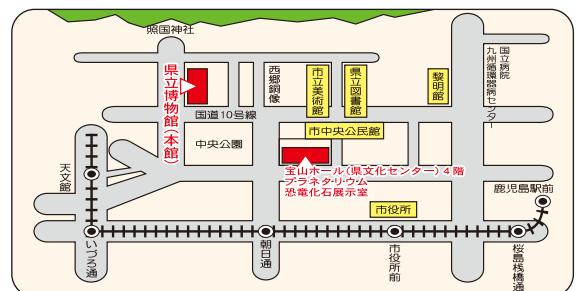 照国神社
県立博物館(本館)
西郷銅像
市立美術館
県立図書館
黎明館
国立病院
九州循環器病センター
国道10号線
市中央公民館
中央公園
宝山ホール(県文化センター)4階
プラネタリウム
恐竜化石展示室
天文館
鹿児島駅前
市役所
いづろ通
朝日通
市役所前
桜島桟橋通